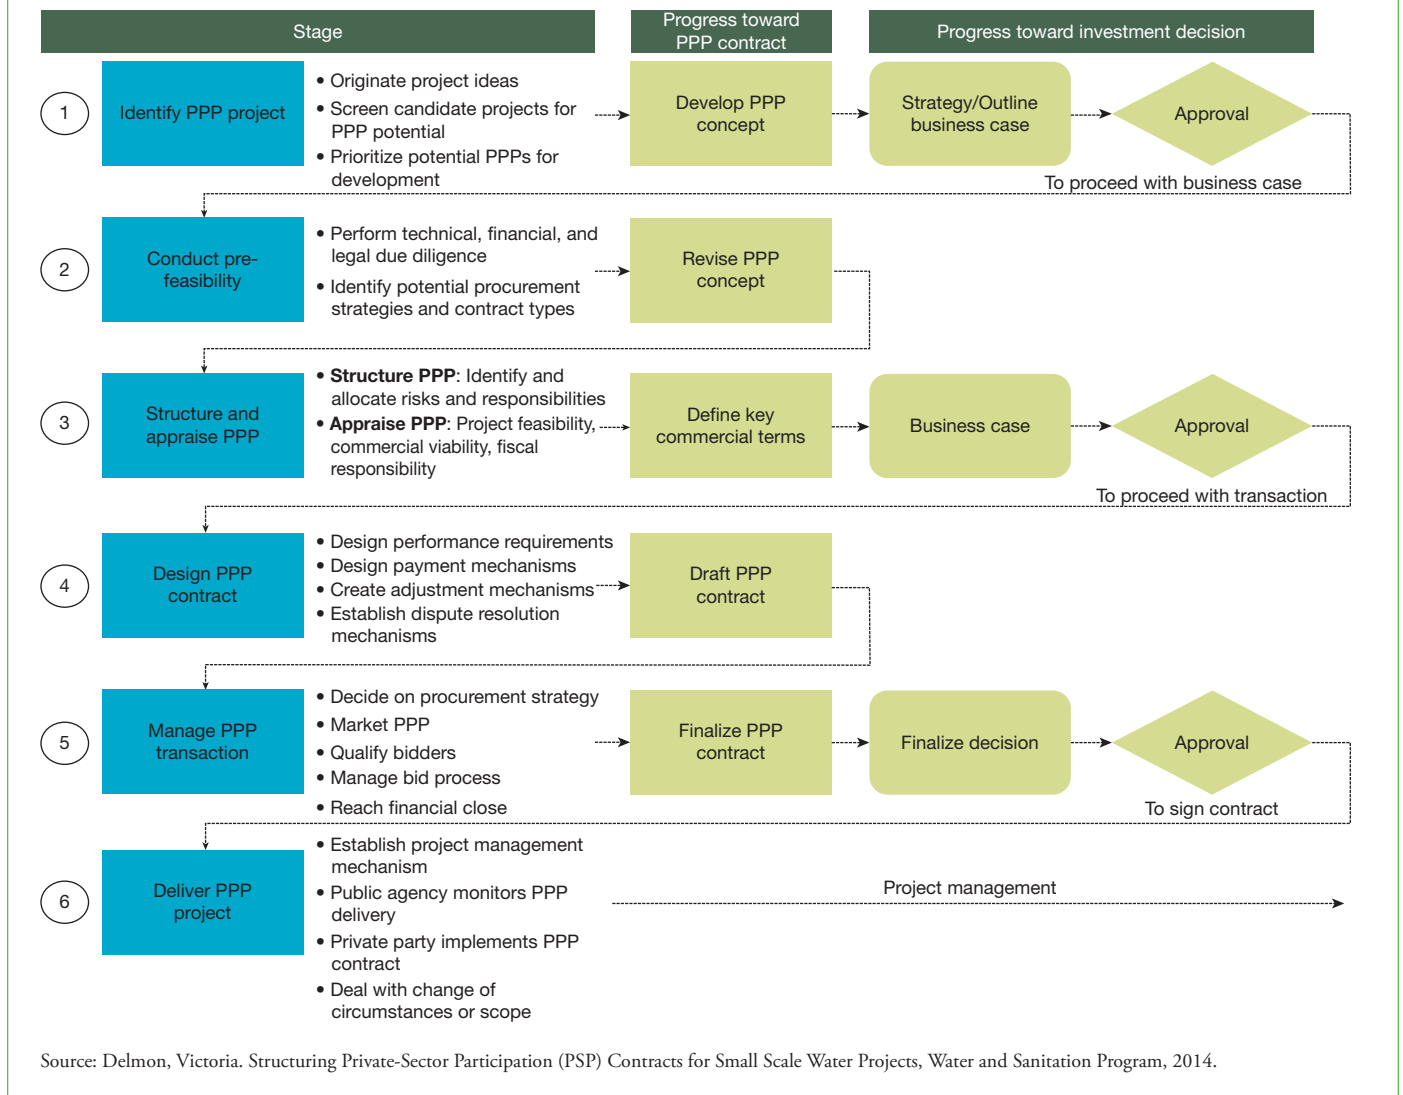 Stage
Progress toward
PPP contract
Progress toward investment decision
1
Identify PPP project
• Originate project ideas
• Screen candidate projects for
PPP potential
• Prioritize potential PPPs for
development
Develop PPP
concept
Strategy/Outline
business case
Approval
To proceed with business case
2
Conduct pre-
feasibility
• Perform technical, financial, and
legal due diligence
• Identify potential procurement
strategies and contract types
Revise PPP
concept
3
Structure and
appraise PPP
• Structure PPP: Identify and
allocate risks and responsibilities
• Appraise PPP: Project feasibility,
commercial viability, fiscal
responsibility
Define key
commercial terms
Business case
Approval
To proceed with transaction
4
Design PPP
contract
• Design performance requirements
• Design payment mechanisms
• Create adjustment mechanisms
• Establish dispute resolution
mechanisms
Draft PPP
contract
5
Manage PPP
transaction
• Decide on procurement strategy
• Market PPP
• Qualify bidders
• Manage bid process
• Reach financial close
Finalize PPP
contract
Finalize decision
Approval
To sign contract
6
Deliver PPP
project
• Establish project management
mechanism
• Public agency monitors PPP
delivery
• Private party implements PPP
contract
• Deal with change of
circumstances or scope
Project management
Source: Delmon, Victoria. Structuring Private-Sector Participation (PSP) Contracts for Small Scale Water Projects, Water and Sanitation Program, 2014.